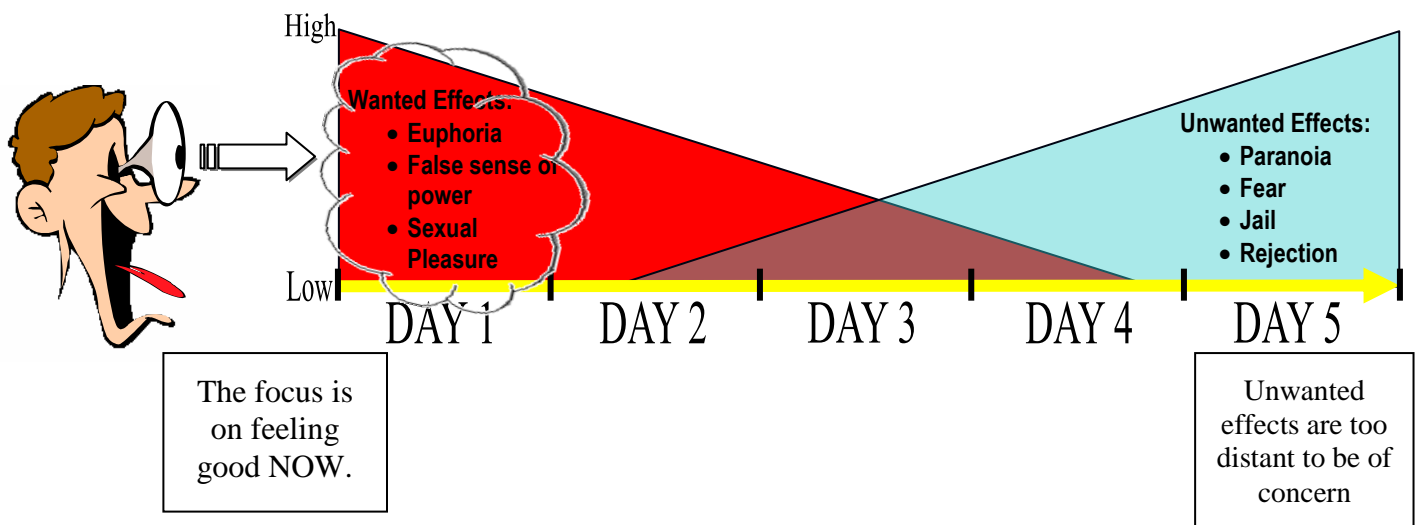 High
Wanted Effects:
• Euphoria
• False sense of
power
• Sexual
Pleasure
Unwanted Effects:
• Paranoia
• Fear
• Jail
• Rejection
Low
DAY 1
DAY 2
DAY 3
DAY 4
DAY 5
The focus is
on feeling
good NOW.
Unwanted
effects are too
distant to be of
concern